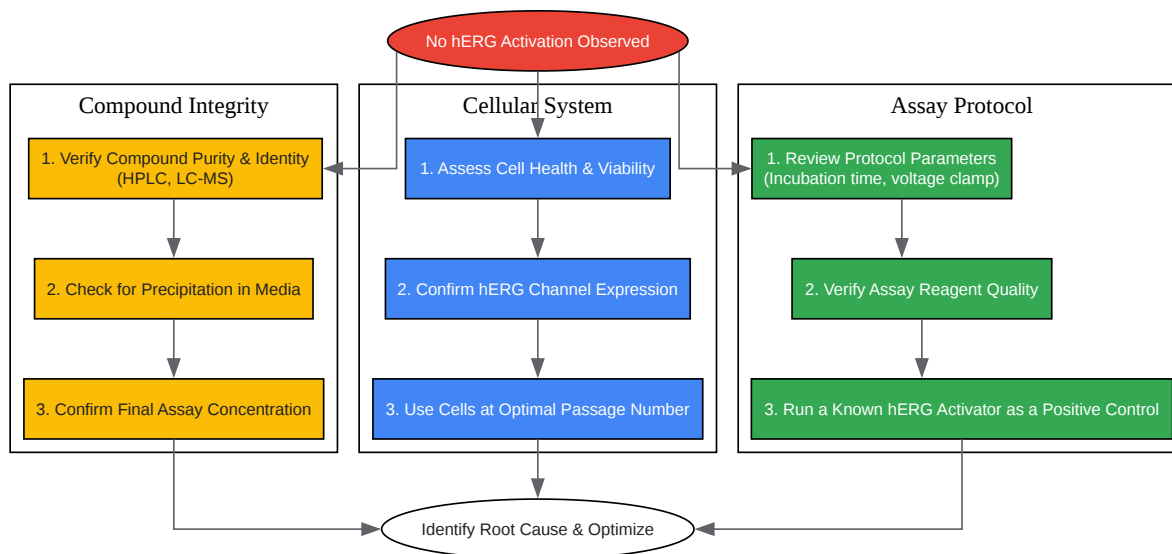 No hERG Activation Observed
Compound Integrity
1. Verify Compound Purity & Identity
(HPLC, LC-MS)
2. Check for Precipitation in Media
3. Confirm Final Assay Concentration
Cellular System
1. Assess Cell Health & Viability
2. Confirm hERG Channel Expression
3. Use Cells at Optimal Passage Number
Assay Protocol
1. Review Protocol Parameters
(Incubation time, voltage clamp)
2. Verify Assay Reagent Quality
3. Run a Known hERG Activator as a Positive Control
Identify Root Cause & Optimize